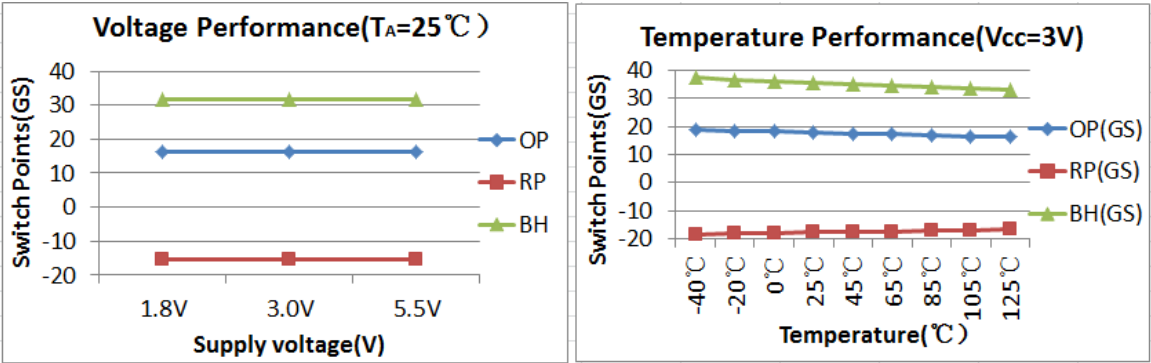 Voltage Performance(TA=25℃)
Switch Points(GS)
40
30
20
10
0
-10
-20
1.8V
3.0V
5.5V
Supply voltage(V)
OP
RP
BH
Temperature Performance(Vcc=3V)
Switch Points(GS)
40
30
20
10
0
-10
-20
-40℃
-20℃
0℃
25℃
45℃
65℃
85℃
105℃
125℃
Temperature(℃)
OP(GS)
RP(GS)
BH(GS)